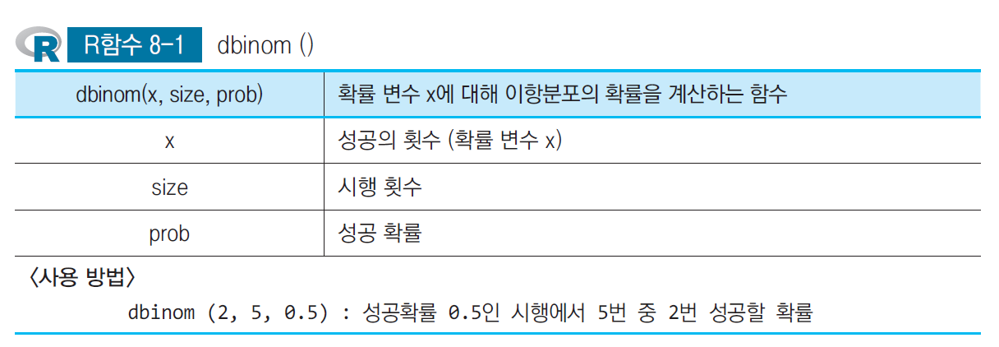 R R함수 8-1 dbinom ()
dbinom(x, size, prob) 확률 변수 x에 대해 이항분포의 확률을 계산하는 함수
x 성공의 횟수 (확률 변수 x)
size 시행 횟수
prob 성공 확률
〈사용 방법〉
dbinom (2, 5, 0.5) : 성공확률 0.5인 시행에서 5번 중 2번 성공할 확률